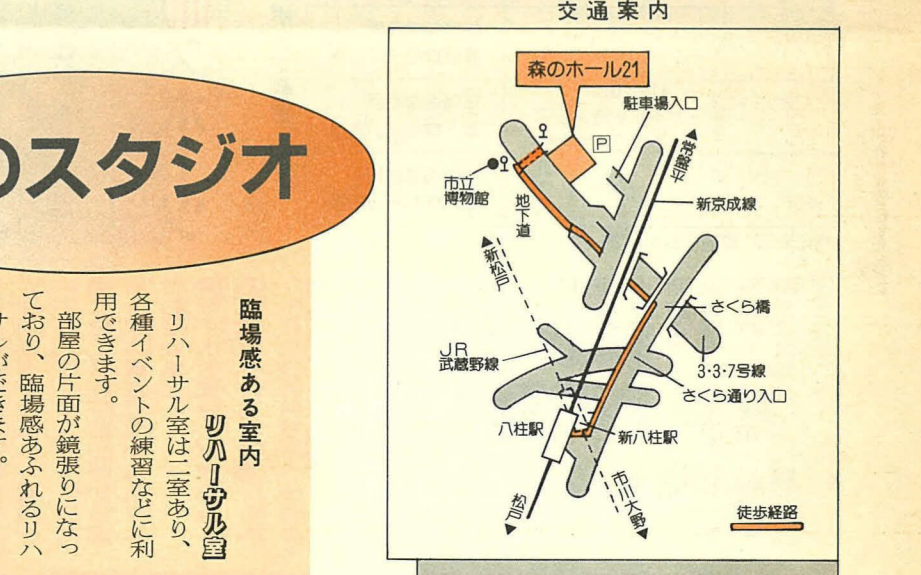 交通案内
森のホール21
駐車場入口
P
市立
博物館
地下道
新京成線
新松戸
さくら橋
JR
武蔵野線
3・3・7号線
さくら通り入口
八柱駅
新八柱駅
松戸
市川大野
徒歩経路
スタジオ
臨場感ある室内
リハーサル室
リハーサル室は二室あり、
各種イベントの練習などに利
用できます。
部屋の片面が鏡張りになっ
ており、臨場感あふれるリハ